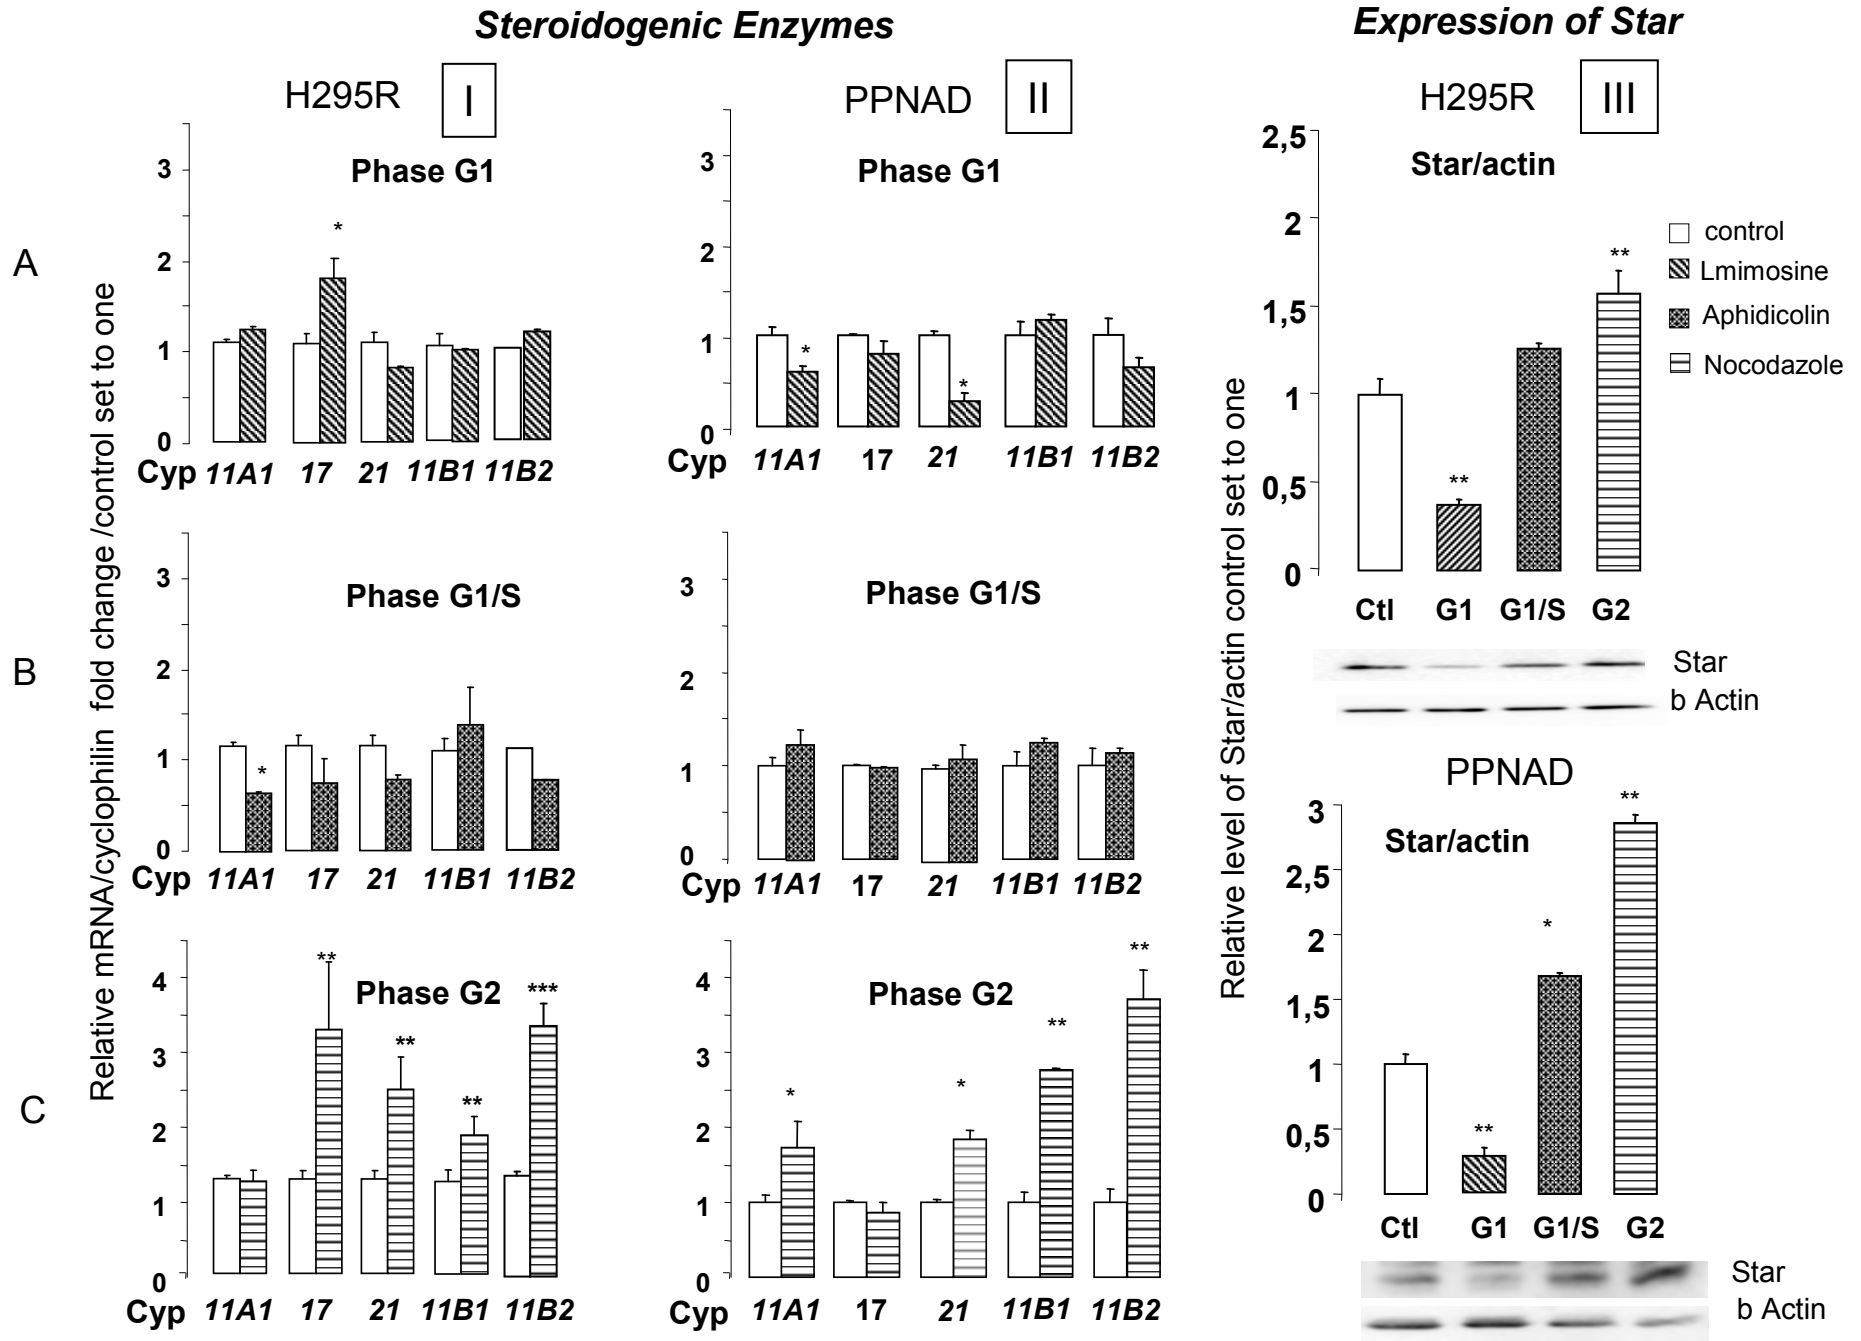 Steroidogenic Enzymes
Expression of Star
H295R
I
PPNAD
II
H295R
III
A
B
C
Relative mRNA/cyclophilin fold change /control set to one
Phase G1
3
2
1
0
Cyp 11A1 17 21 11B1 11B2
Phase G1
3
2
1
0
Cyp 11A1 17 21 11B1 11B2
*
*
*
Phase G1/S
3
2
1
0
Cyp 11A1 17 21 11B1 11B2
*
Phase G1/S
3
2
1
0
Cyp 11A1 17 21 11B1 11B2
Phase G2
4
3
2
1
0
Cyp 11A1 17 21 11B1 11B2
**
**
**
***
Phase G2
4
3
2
1
0
Cyp 11A1 17 21 11B1 11B2
*
*
**
**
Relative level of Star/actin control set to one
Star/actin
2,5
2
1,5
1
0,5
0
**
**
Ctl G1 G1/S G2
Star
b Actin
control
Lmimosine
Aphidicolin
Nocodazole
PPNAD
Star/actin
3
2,5
2
1,5
1
0,5
0
**
*
**
Ctl G1 G1/S G2
Star
b Actin